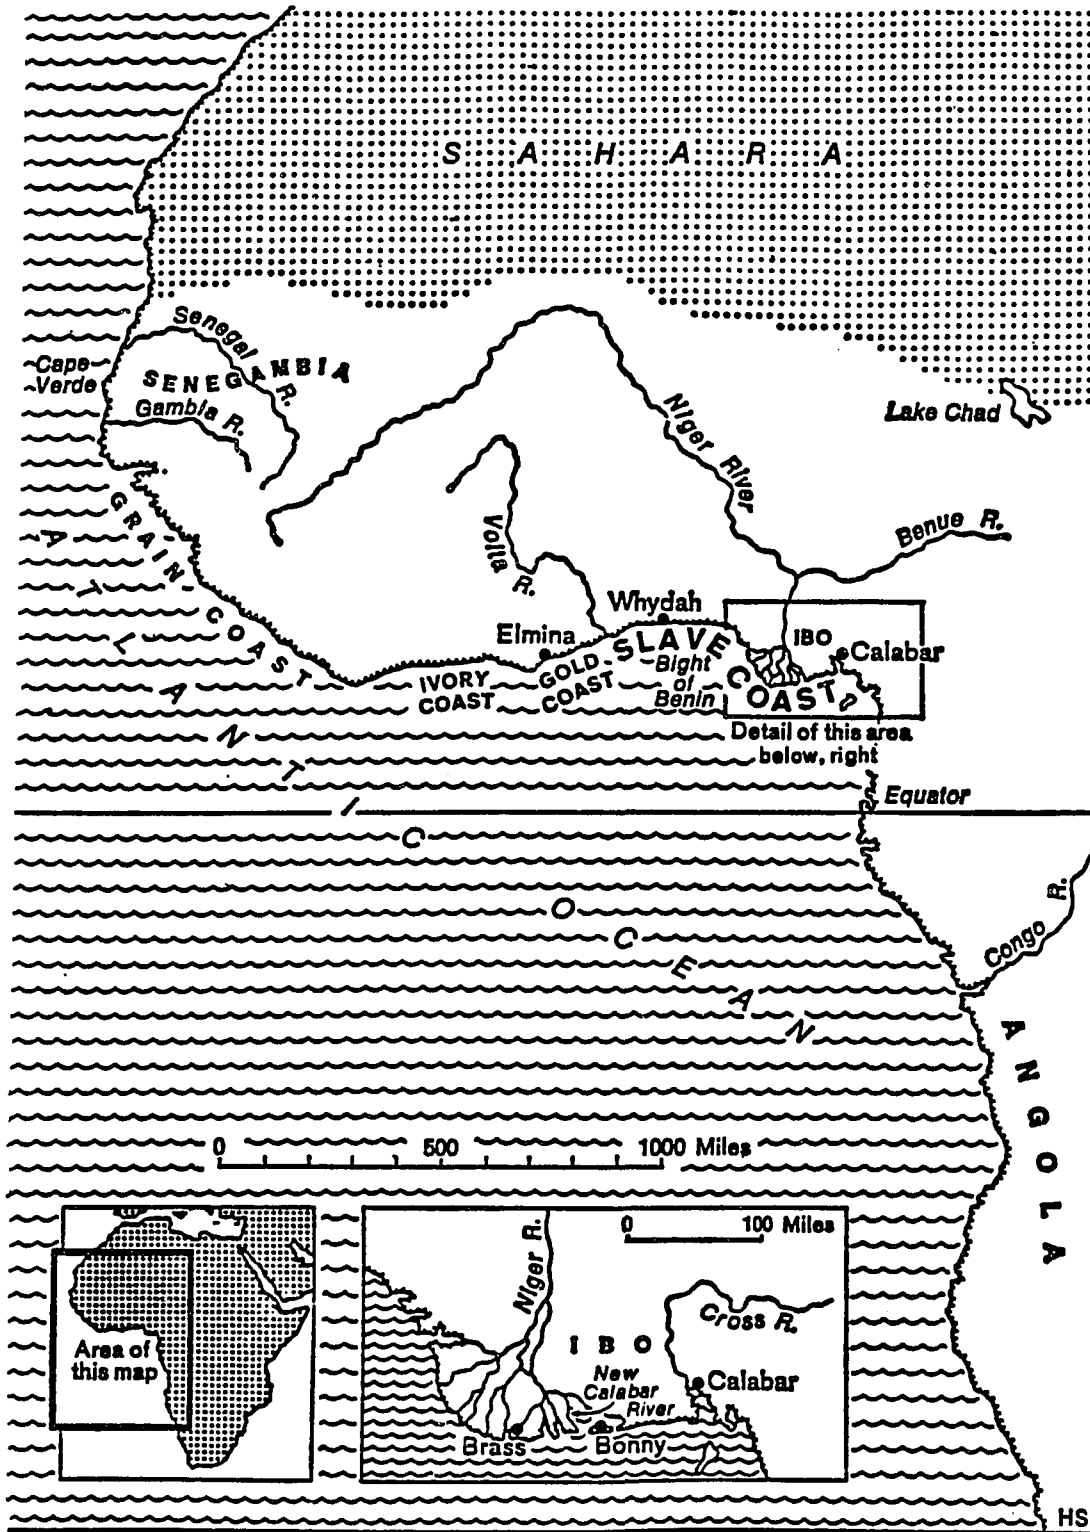 SAHARA
Senegal R.
Cape
Verde
SENEGAMBIA
Gambia R.
Niger River
Lake Chad
GRAIN COAST
Volta R.
Benue R.
Whydah
Elmina
SLAVE COAST
IBO
Calabar
IVORY
COAST
GOLD
COAST
Bight
of
Benin
Detail of this area
below, right
ATLANTIC OCEAN
Equator
Congo R.
ANGOLA
0 500 1000 Miles
Area of
this map
Niger R.
0 100 Miles
Cross R.
IBO
New
Calabar
River
Calabar
Brass
Bonny
HS